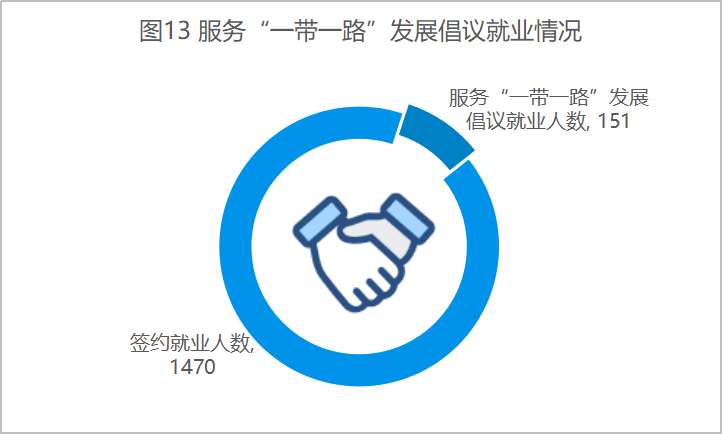 图13 服务“一带一路”发展倡议就业情况
服务“一带一路”发展
倡议就业人数, 151
签约就业人数,
1470